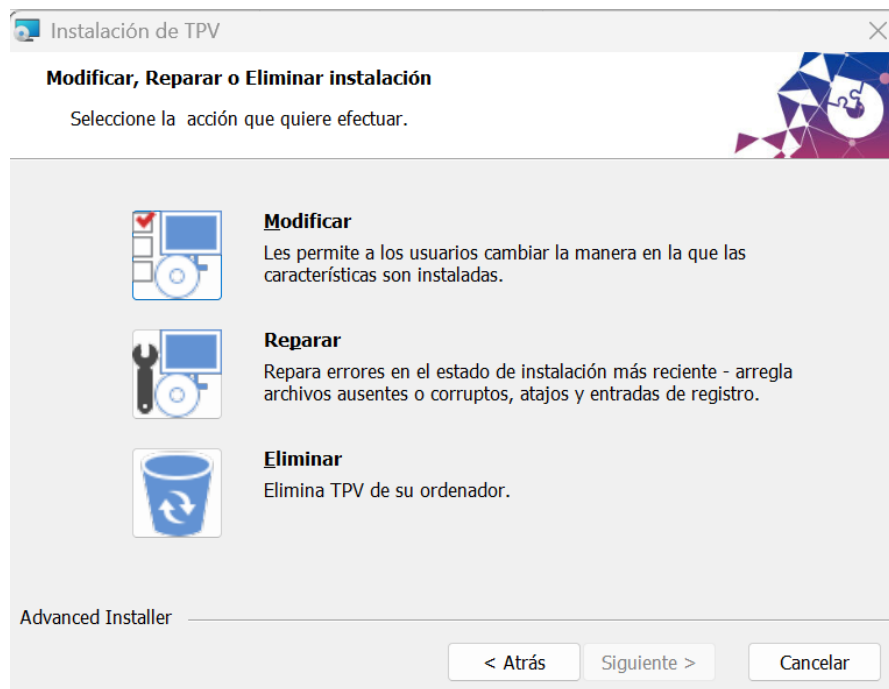 Instalación de TPV
Modificar, Reparar o Eliminar instalación
Seleccione la  acción que quiere efectuar.
Modificar
Les permite a los usuarios cambiar la manera en la que las
características son instaladas.
Reparar
Repara errores en el estado de instalación más reciente - arregla
archivos ausentes o corruptos, atajos y entradas de registro.
Eliminar
Elimina TPV de su ordenador.
Advanced Installer
< Atrás
Siguiente >
Cancelar